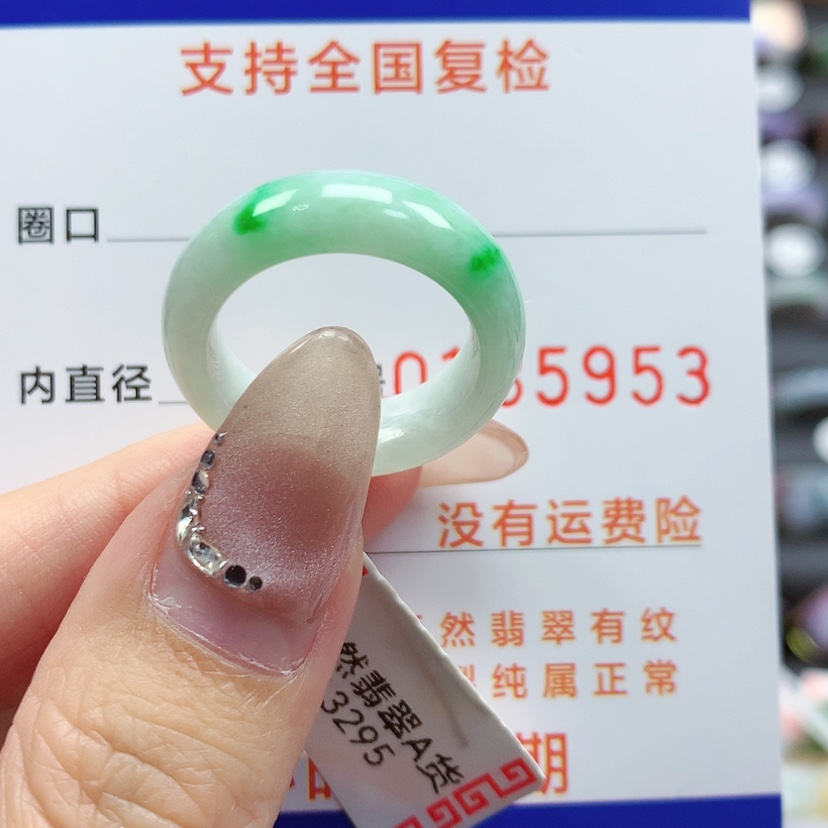 支持全国复检
圈口
内直径
5953
没有运费险
然翡翠有纹
纯属正常
期
然翡翠A货
3295